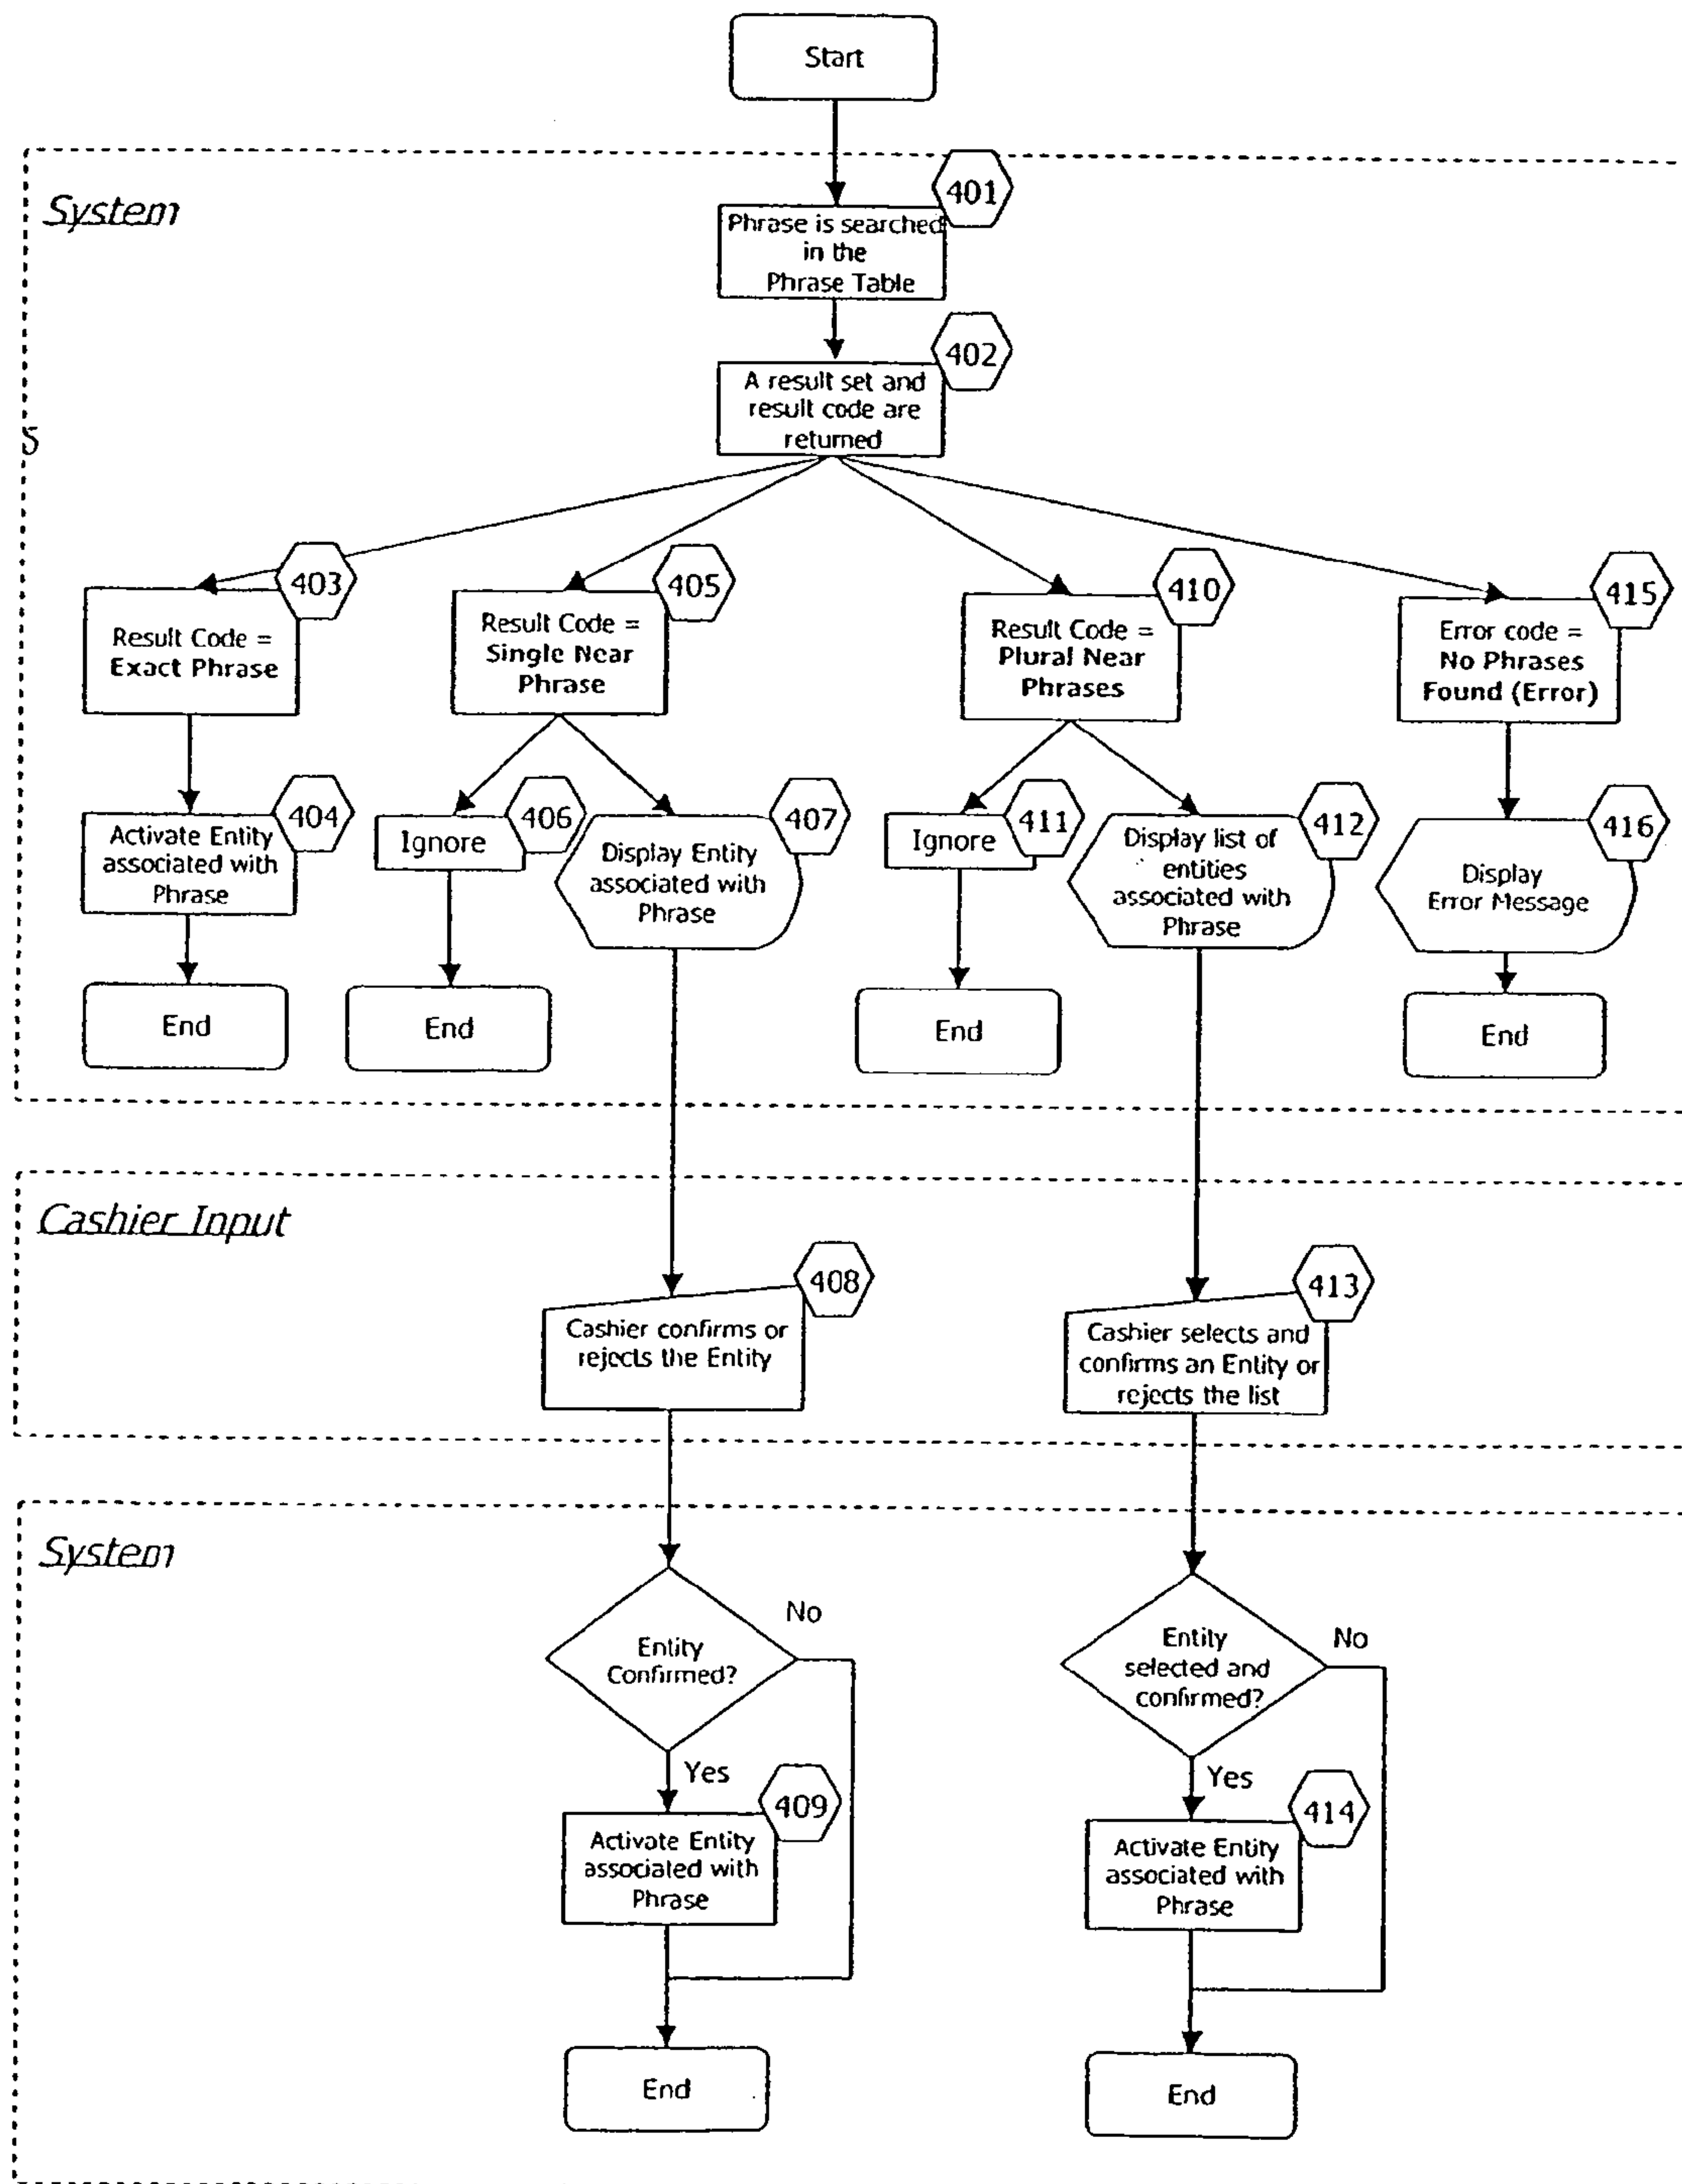 Start
System
401
Phrase is searched
in the
Phrase Table
402
A result set and
result code are
returned
403
Result Code =
Exact Phrase
405
Result Code =
Single Near
Phrase
410
Result Code =
Plural Near
Phrases
415
Error code =
No Phrases
Found (Error)
404
Activate Entity
associated with
Phrase
406
Ignore
407
Display Entity
associated with
Phrase
411
Ignore
412
Display list of
entities
associated with
Phrase
416
Display
Error Message
End
End
End
End
Cashier Input
408
Cashier confirms or
rejects the Entity
413
Cashier selects and
confirms an Entity or
rejects the list
System
Entity
Confirmed?
No
Yes
Entity
selected and
confirmed?
No
Yes
409
Activate Entity
associated with
Phrase
414
Activate Entity
associated with
Phrase
End
End